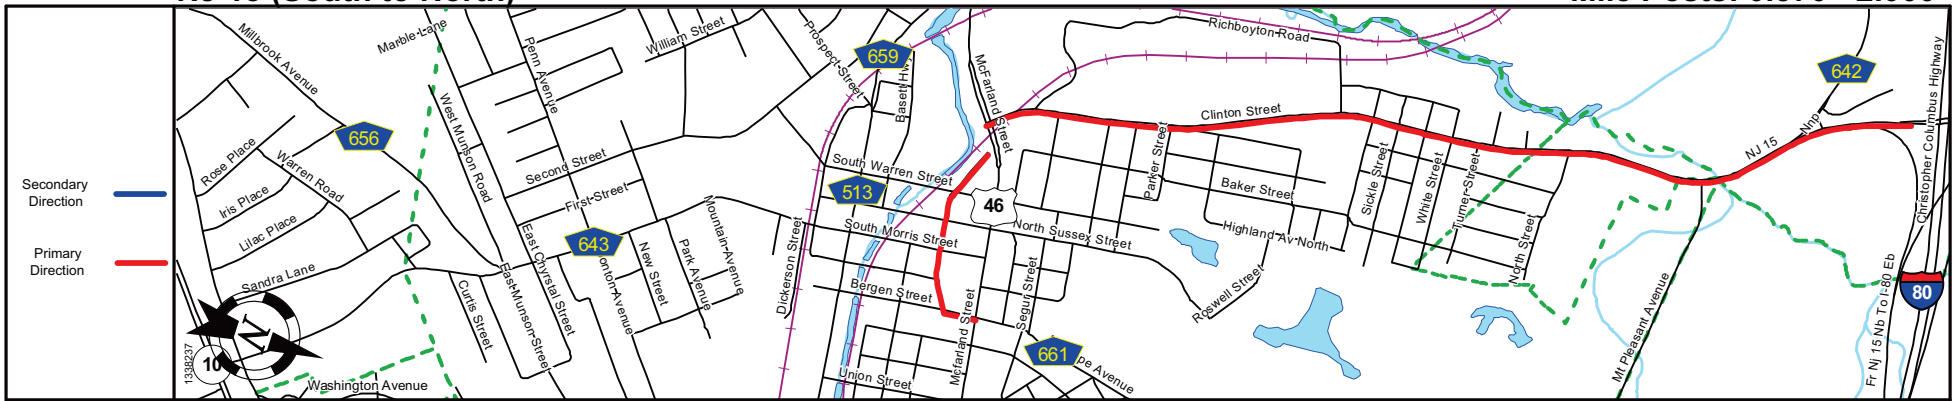 Secondary
Direction
Primary
Direction
Millbrook Avenue
Marble Lane
Penn Avenue
William Street
Prospect Street
659
Basett Hwy
McFarland Street
Richboyton Road
642
Christopher Columbus Highway
656
Rose Place
Warren Road
Iris Place
Lilac Place
Sandra Lane
West Munson Road
Second Street
First Street
South Warren Street
513
46
Clinton Street
Parker Street
Baker Street
Sickle Street
White Street
Turner Street
NJ 15
643
East Chyrstal Street
East Munson Street
Curtis Street
New Street
Park Avenue
Mountain Avenue
Dickerson Street
South Morris Street
North Sussex Street
Highland Av North
North Street
Bergen Street
Segur Street
Roswell Street
Mt Pleasant Avenue
Fr Nj 15 Nb To I-80 Eb
80
1338237
10
N
Washington Avenue
Union Street
Mcfarland Street
661